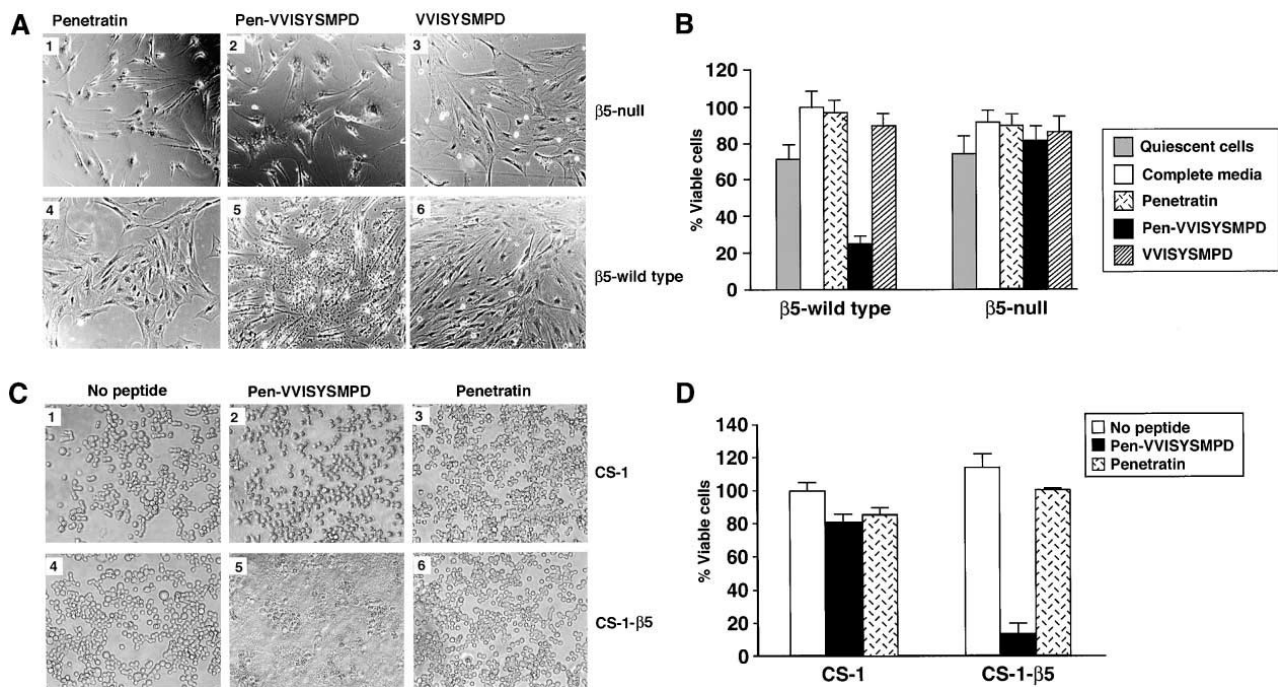 A
Penetratin
Pen-VVISYSMPD
VVISYSMPD
1
2
3
β5-null
4
5
6
β5-wild type
B
% Viable cells
120
100
80
60
40
20
0
β5-wild type
β5-null
Quiescent cells
Complete media
Penetratin
Pen-VVISYSMPD
VVISYSMPD
C
No peptide
Pen-VVISYSMPD
Penetratin
1
2
3
CS-1
4
5
6
CS-1-β5
D
% Viable cells
140
120
100
80
60
40
20
0
CS-1
CS-1-β5
No peptide
Pen-VVISYSMPD
Penetratin